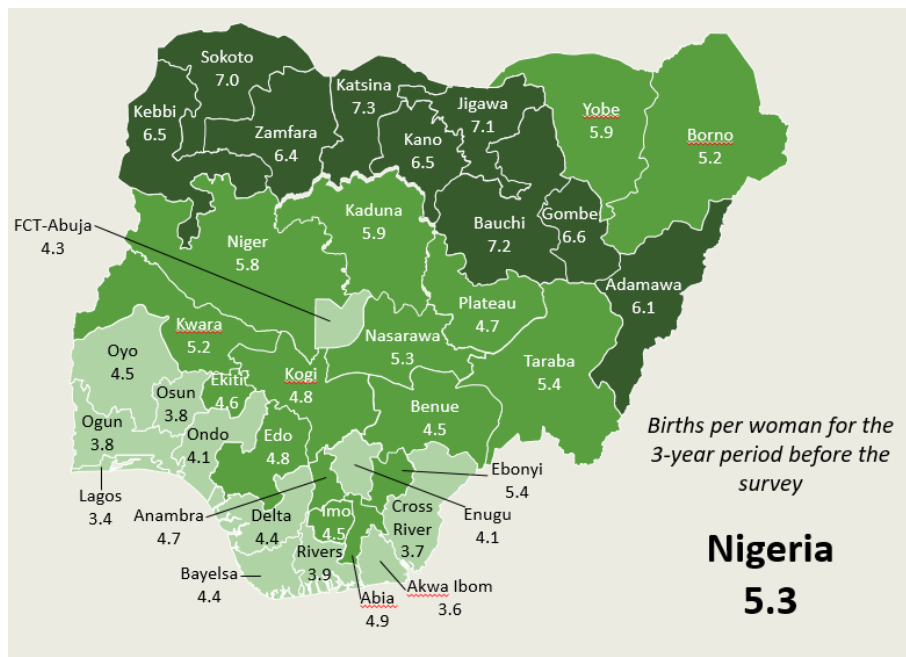 Sokoto
7.0
Katsina
7.3
Jigawa
7.1
Kebbi
6.5
Zamfara
6.4
Kano
6.5
Yobe
5.9
Borno
5.2
FCT-Abuja
4.3
Niger
5.8
Kaduna
5.9
Bauchi
7.2
Gombe
6.6
Adamawa
6.1
Kwara
5.2
Nasarawa
5.3
Plateau
4.7
Taraba
5.4
Oyo
4.5
Osun
3.8
Ekitit
4.6
Kogi
4.8
Benue
4.5
Ogun
3.8
Ondo
4.1
Edo
4.8
Births per woman for the
3-year period before the
survey
Lagos
3.4
Anambra
4.7
Delta
4.4
Imo
4.5
Cross
River
3.7
Ebonyi
5.4
Enugu
4.1
Bayelsa
4.4
Rivers
3.9
Abia
4.9
Akwa Ibom
3.6
Nigeria
5.3